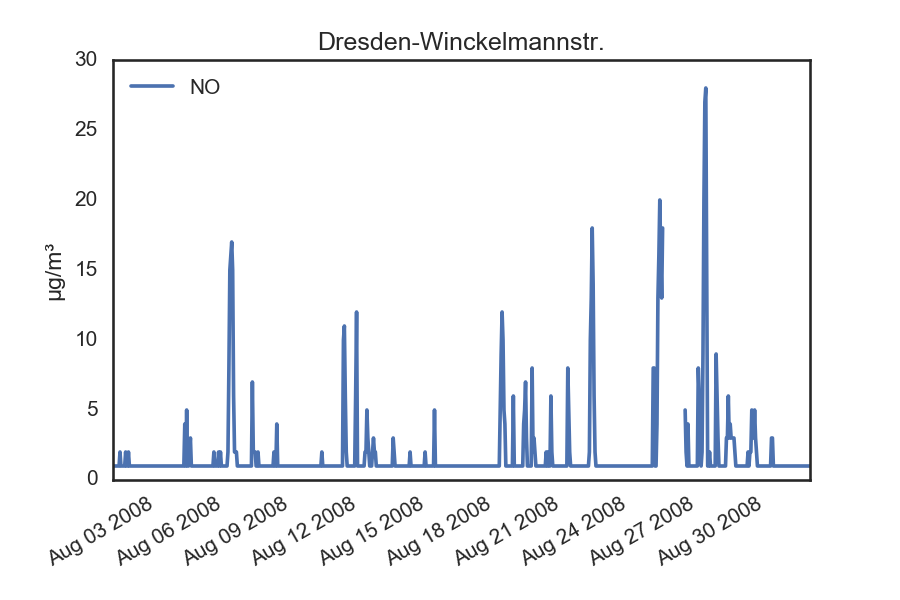 Dresden-Winckelmannstr.
30
25
20
15
10
5
0
µg/m³
NO
Aug 03 2008
Aug 06 2008
Aug 09 2008
Aug 12 2008
Aug 15 2008
Aug 18 2008
Aug 21 2008
Aug 24 2008
Aug 27 2008
Aug 30 2008